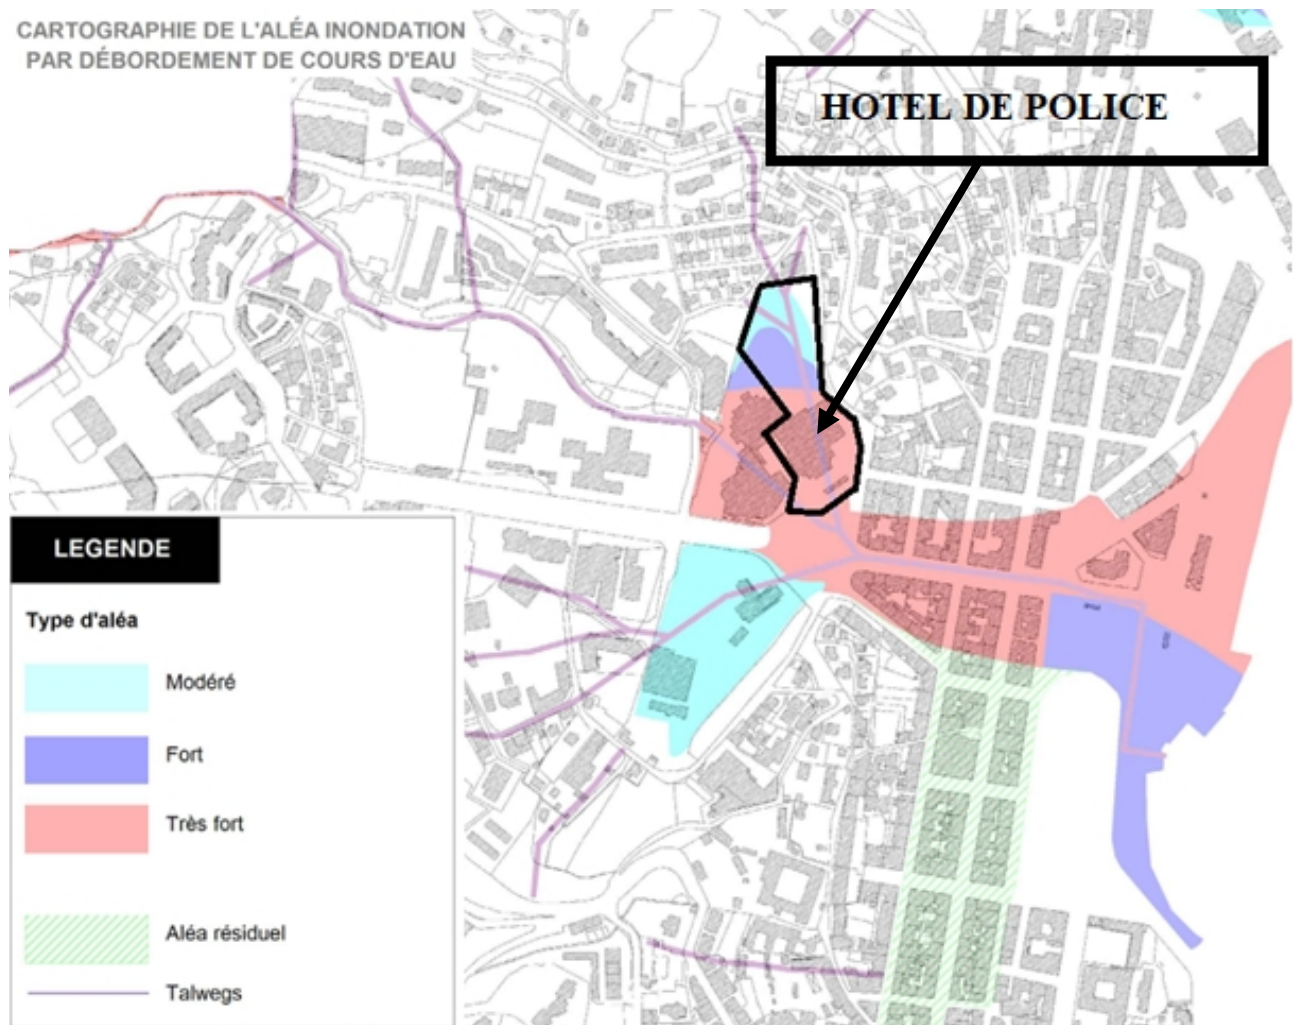 CARTOGRAPHIE DE L'ALÉA INONDATION
PAR DÉBORDEMENT DE COURS D'EAU
HOTEL DE POLICE
LEGENDE
Type d'aléa
Modéré
Fort
Très fort
Aléa résiduel
Talwegs